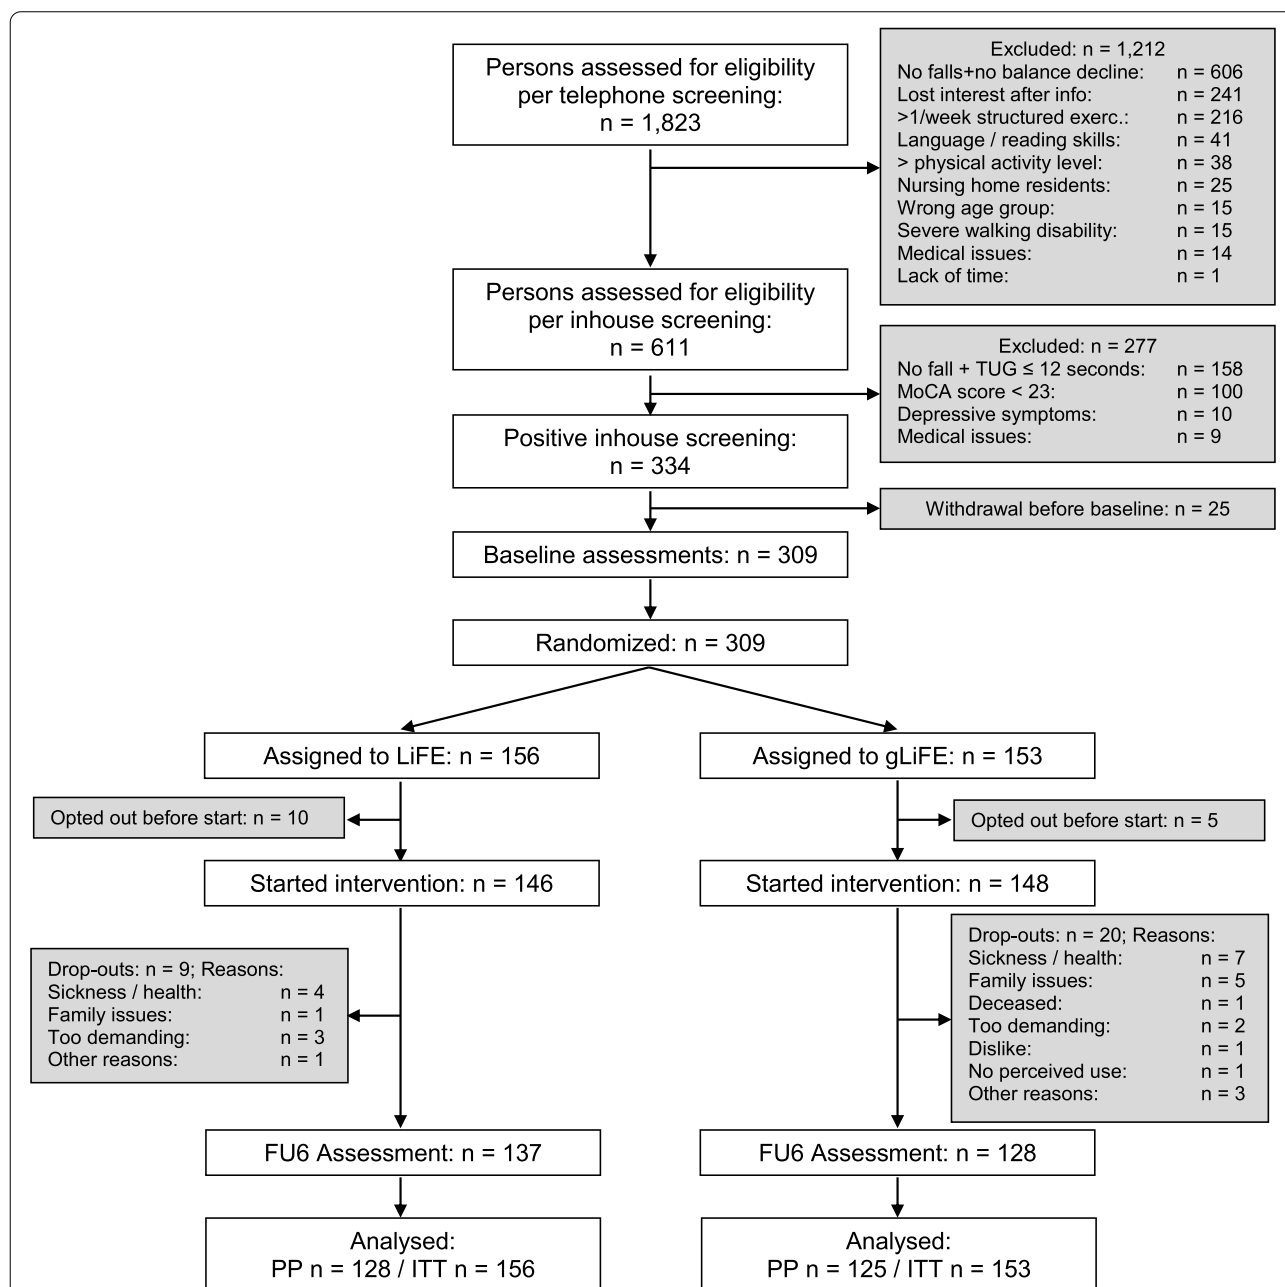 Persons assessed for eligibility
per telephone screening:
n = 1,823
Excluded: n = 1,212
No falls+no balance decline: n = 606
Lost interest after info: n = 241
>1/week structured exerc.: n = 216
Language / reading skills: n = 41
> physical activity level: n = 38
Nursing home residents: n = 25
Wrong age group: n = 15
Severe walking disability: n = 15
Medical issues: n = 14
Lack of time: n = 1
Persons assessed for eligibility
per inhouse screening:
n = 611
Excluded: n = 277
No fall + TUG ≤ 12 seconds: n = 158
MoCA score < 23: n = 100
Depressive symptoms: n = 10
Medical issues: n = 9
Positive inhouse screening:
n = 334
Withdrawal before baseline: n = 25
Baseline assessments: n = 309
Randomized: n = 309
Assigned to LiFE: n = 156
Opted out before start: n = 10
Started intervention: n = 146
Drop-outs: n = 9; Reasons:
Sickness / health: n = 4
Family issues: n = 1
Too demanding: n = 3
Other reasons: n = 1
FU6 Assessment: n = 137
Analysed:
PP n = 128 / ITT n = 156
Assigned to gLiFE: n = 153
Opted out before start: n = 5
Started intervention: n = 148
Drop-outs: n = 20; Reasons:
Sickness / health: n = 7
Family issues: n = 5
Deceased: n = 1
Too demanding: n = 2
Dislike: n = 1
No perceived use: n = 1
Other reasons: n = 3
FU6 Assessment: n = 128
Analysed:
PP n = 125 / ITT n = 153